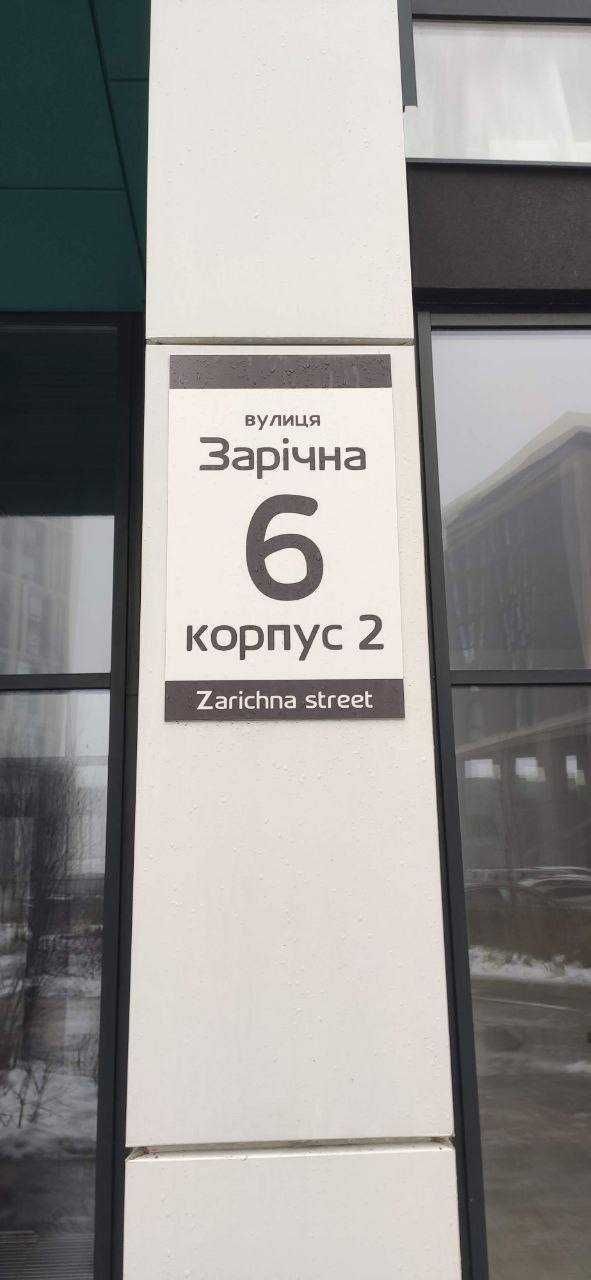 вулиця
Зарічна
6
корпус 2
Zarichna street